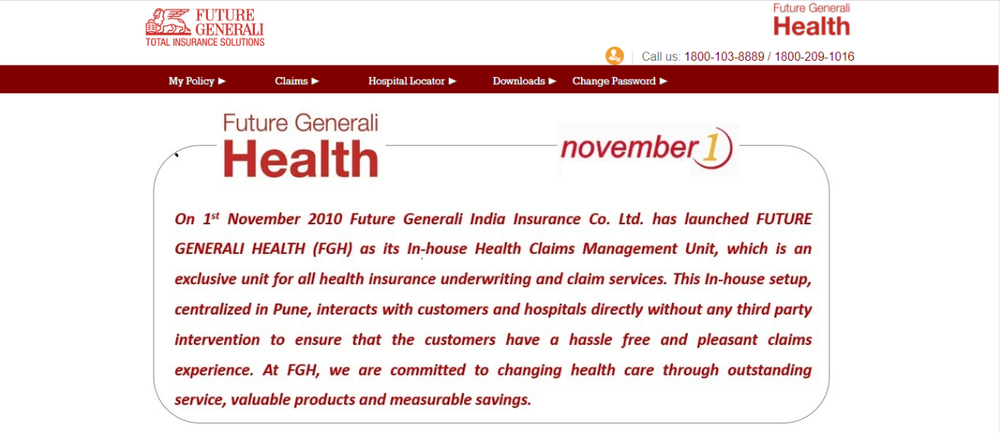 FUTURE
GENERALI
TOTAL INSURANCE SOLUTIONS
Future Generali
Health
Call us: 1800-103-8889 / 1800-209-1016
My Policy ▶ Claims ▶ Hospital Locator ▶ Downloads ▶ Change Password ▶
Future Generali
Health
november 1
On 1st November 2010 Future Generali India Insurance Co. Ltd. has launched FUTURE
GENERALI HEALTH (FGH) as its In-house Health Claims Management Unit, which is an
exclusive unit for all health insurance underwriting and claim services. This In-house setup,
centralized in Pune, interacts with customers and hospitals directly without any third party
intervention to ensure that the customers have a hassle free and pleasant claims
experience. At FGH, we are committed to changing health care through outstanding
service, valuable products and measurable savings.